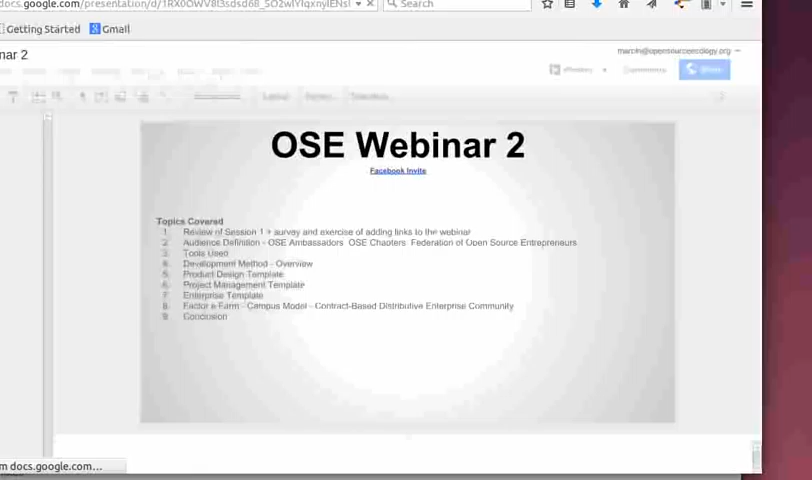 docs.google.com/presentation/d/
Search
Getting Started
Gmail
nar 2
marcin@opensourceecology.org
Comments
Share
OSE Webinar 2
Facebook Invite
Topics Covered
1. Review of Session 1 + survey and exercise of adding links to the webinar
2. Audience Definition - OSE Ambassadors OSE Chapters Federation of Open Source Entrepreneurs
3. Tools Used
4. Development Method - Overview
5. Product Design Template
6. Project Management Template
7. Enterprise Template
8. Factor e Farm - Campus Model - Contract-Based Distributive Enterprise Community
9. Conclusion
m docs.google.com...